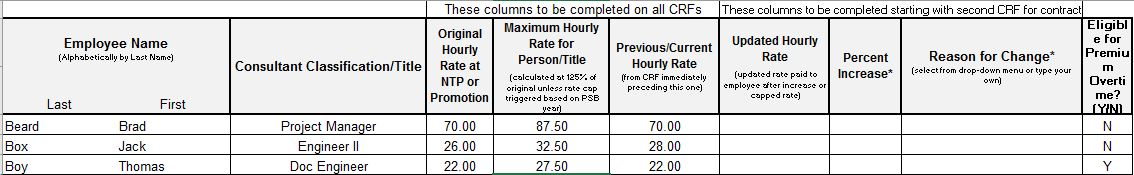 These columns to be completed on all CRFs
These columns to be completed starting with second CRF for contract
Employee Name
(Alphabetically by Last Name)
Last First
Consultant Classification/Title
Original
Hourly
Rate at
NTP or
Promotion
Maximum Hourly
Rate for
Person/Title
(calculated at 125% of
original unless rate cap
triggered based on PSB
year)
Previous/Current
Hourly Rate
(from CRF immediately
preceding this one)
Updated Hourly
Rate
(updated rate paid to
employee after increase or
capped rate)
Percent
Increase*
Reason for Change*
(select from drop-down menu or type your
own)
Eligibl
e for
Premiu
m
Overti
me?
(Y/N)
Beard Brad Project Manager 70.00 87.50 70.00 N
Box Jack Engineer II 26.00 32.50 28.00 N
Boy Thomas Doc Engineer 22.00 27.50 22.00 Y